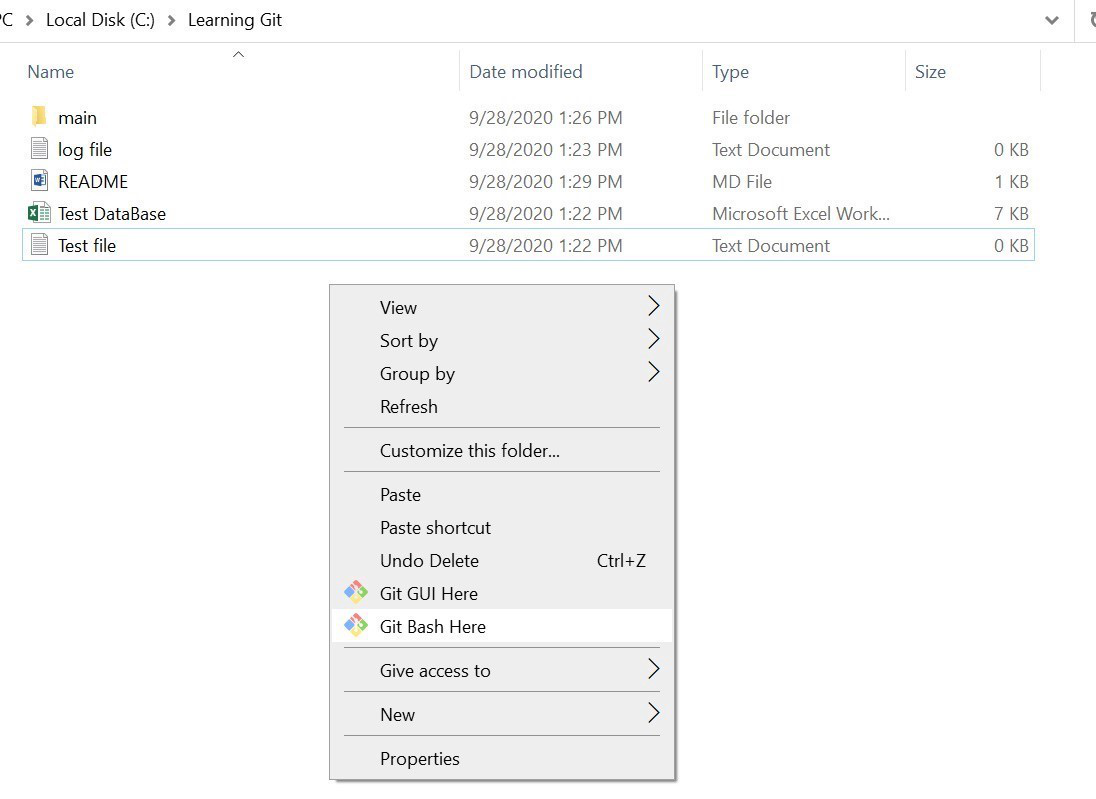 PC > Local Disk (C:) > Learning Git
Name Date modified Type Size
main 9/28/2020 1:26 PM File folder
log file 9/28/2020 1:23 PM Text Document 0 KB
README 9/28/2020 1:29 PM MD File 1 KB
Test DataBase 9/28/2020 1:22 PM Microsoft Excel Work... 7 KB
Test file 9/28/2020 1:22 PM Text Document 0 KB
View
Sort by
Group by
Refresh
Customize this folder...
Paste
Paste shortcut
Undo Delete Ctrl+Z
Git GUI Here
Git Bash Here
Give access to
New
Properties